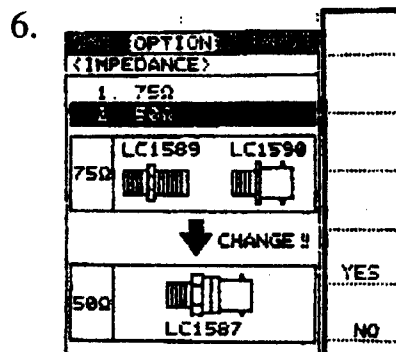 6.
OPTION
<IMPEDANCE>
1. 75Ω
2. 50Ω
LC1589 LC1590
75Ω
CHANGE!!
YES
50Ω
LC1587
NO